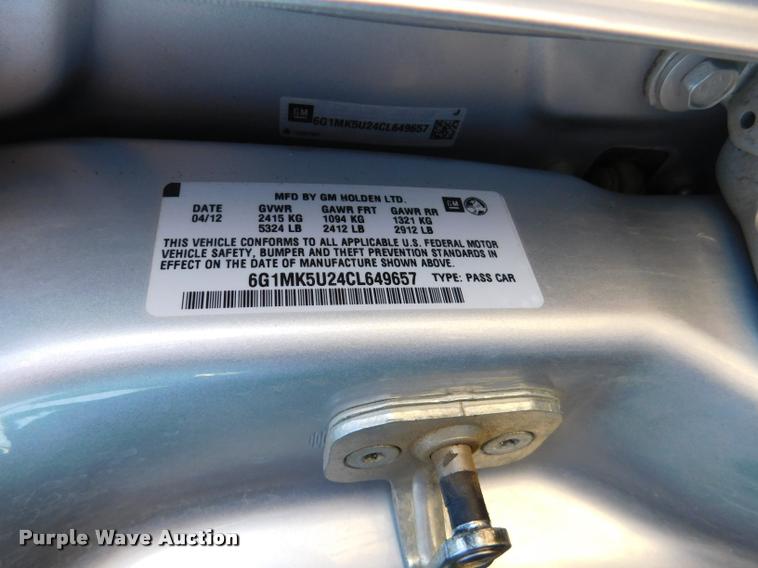 GM
J
6G1MK5U24CL649657
MFD BY GM HOLDEN LTD.
GM
DATE GVWR GAWR FRT GAWR RR
04/12 2415 KG 1094 KG 1321 KG
5324 LB 2412 LB 2912 LB
THIS VEHICLE CONFORMS TO ALL APPLICABLE U.S. FEDERAL MOTOR
VEHICLE SAFETY, BUMPER AND THEFT PREVENTION STANDARDS IN
EFFECT ON THE DATE OF MANUFACTURE SHOWN ABOVE.
6G1MK5U24CL649657 TYPE: PASS CAR
Purple Wave Auction